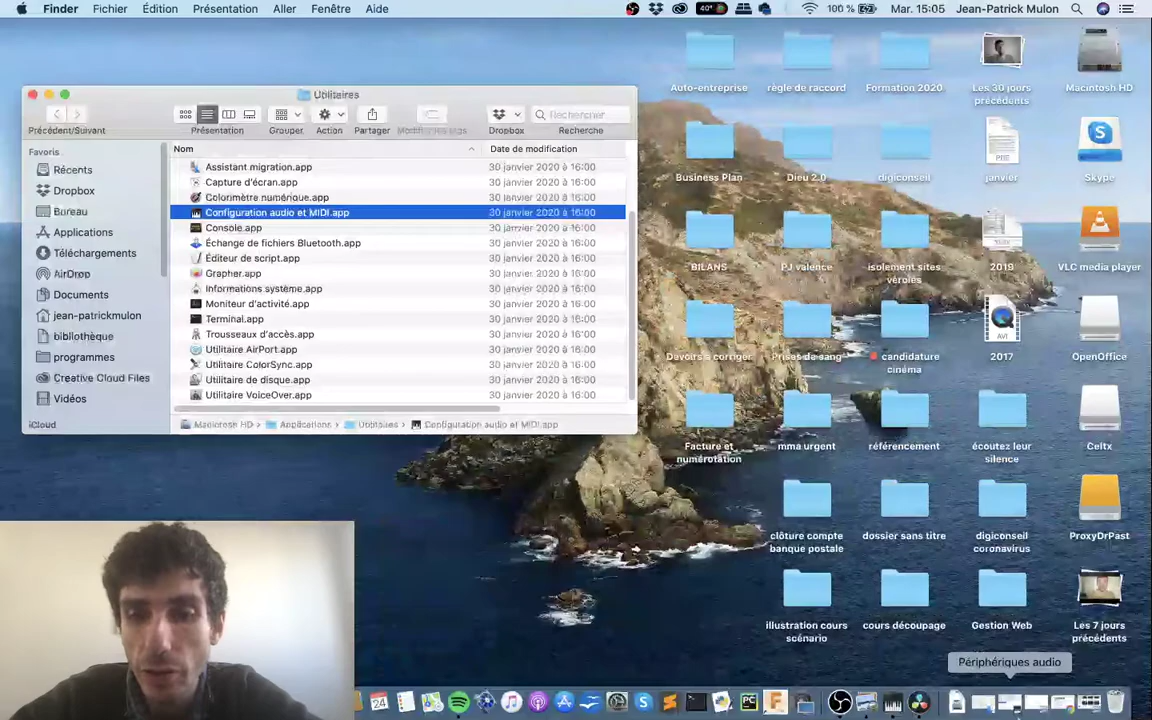 Finder Fichier Édition Présentation Aller Fenêtre Aide 40° 100 % Mar. 15:05 Jean-Patrick Mulon
Utilitaires
Précédent/Suivant Présentation Grouper Action Partager Modifier les tags Dropbox Rechercher
Recherche
Favoris
Récents
Dropbox
Bureau
Applications
Téléchargements
AirDrop
Documents
jean-patrickmulon
bibliothèque
programmes
Creative Cloud Files
Vidéos
iCloud
Nom Date de modification
Assistant migration.app 30 janvier 2020 à 16:00
Capture d'écran.app 30 janvier 2020 à 16:00
Colorimètre numérique.app 30 janvier 2020 à 16:00
Configuration audio et MIDI.app 30 janvier 2020 à 16:00
Console.app 30 janvier 2020 à 16:00
Échange de fichiers Bluetooth.app 30 janvier 2020 à 16:00
Éditeur de script.app 30 janvier 2020 à 16:00
Grapher.app 30 janvier 2020 à 16:00
Informations système.app 30 janvier 2020 à 16:00
Moniteur d'activité.app 30 janvier 2020 à 16:00
Terminal.app 30 janvier 2020 à 16:00
Trousseaux d'accès.app 30 janvier 2020 à 16:00
Utilitaire AirPort.app 30 janvier 2020 à 16:00
Utilitaire ColorSync.app 30 janvier 2020 à 16:00
Utilitaire de disque.app 30 janvier 2020 à 16:00
Utilitaire VoiceOver.app 30 janvier 2020 à 16:00
Macintosh HD Applications Utilitaires Configuration audio et MIDI.app
Auto-entreprise
règle de raccord
Formation 2020
Les 30 jours
précédents
Macintosh HD
Business Plan
Dieu 2.0
digiconseil
janvier
Skype
BILANS
PJ valence
isolement sites
vérolés
2019
VLC media player
Devoirs à corriger
Prises de sang
candidature
cinéma
AVI
2017
OpenOffice
Facture et
numérotation
mma urgent
référencement
écoutez leur
silence
Celtx
clôture compte
banque postale
dossier sans titre
digiconseil
coronavirus
ProxyDrPast
illustration cours
scénario
cours découpage
Gestion Web
Les 7 jours
précédents
Périphériques audio
24
PC